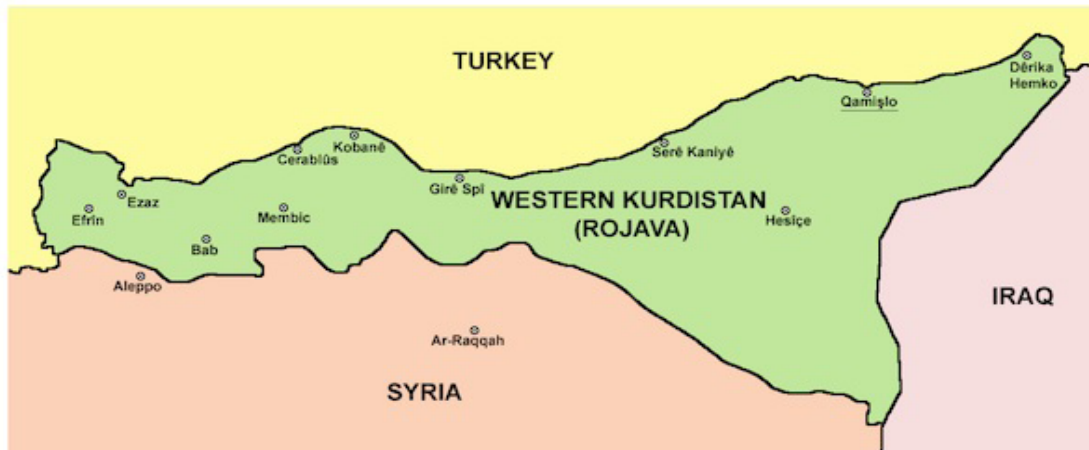 TURKEY
Dêrika
Hemko
Qamişlo
Kobanê
Cerablûs
Serê Kaniyê
Girê Spî
WESTERN KURDISTAN
(ROJAVA)
Ezaz
Efrîn
Membic
Hesîçe
Bab
Aleppo
IRAQ
Ar-Raqqah
SYRIA